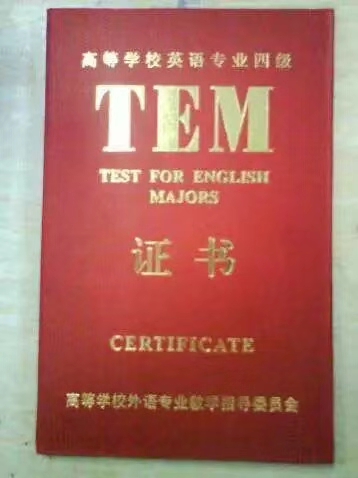 高等学校英语专业四级
TEM
TEST FOR ENGLISH
MAJORS
证书
CERTIFICATE
高等学校外语专业教学指导委员会